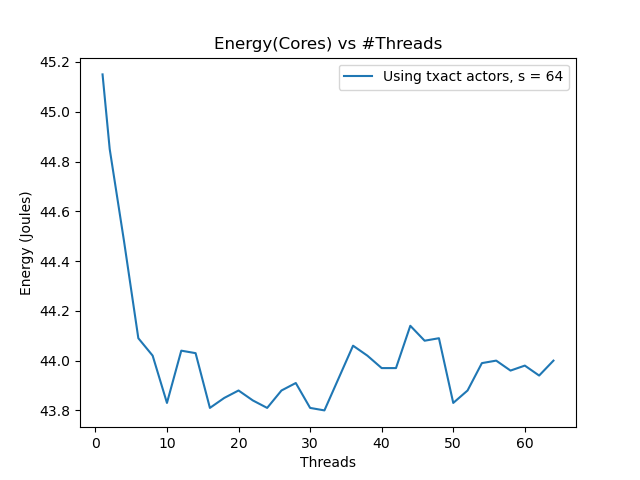 Energy(Cores) vs #Threads
Using txact actors, s = 64
45.2
45.0
44.8
44.6
44.4
44.2
44.0
43.8
Energy (Joules)
0 10 20 30 40 50 60
Threads